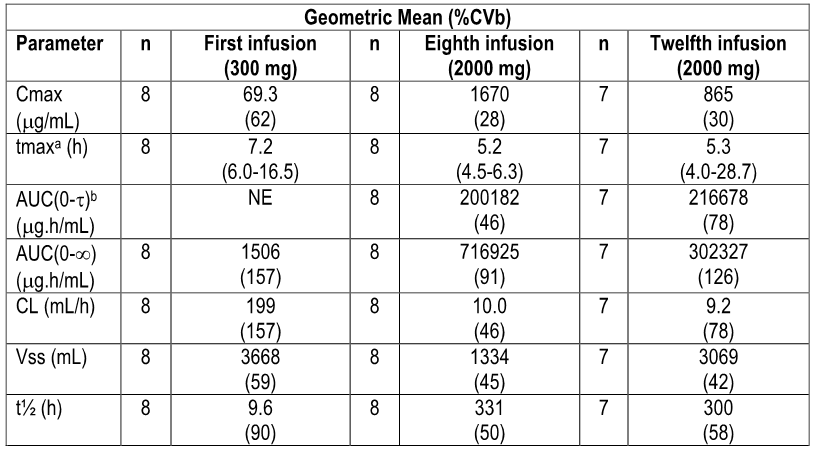 Geometric Mean (%CVb)
Parameter n First infusion (300 mg) n Eighth infusion (2000 mg) n Twelfth infusion (2000 mg)
Cmax (µg/mL) 8 69.3 (62) 8 1670 (28) 7 865 (30)
tmaxᵃ (h) 8 7.2 (6.0-16.5) 8 5.2 (4.5-6.3) 7 5.3 (4.0-28.7)
AUC(0-τ)ᵇ (µg.h/mL) NE 8 200182 (46) 7 216678 (78)
AUC(0-∞) (µg.h/mL) 8 1506 (157) 8 716925 (91) 7 302327 (126)
CL (mL/h) 8 199 (157) 8 10.0 (46) 7 9.2 (78)
Vss (mL) 8 3668 (59) 8 1334 (45) 7 3069 (42)
t½ (h) 8 9.6 (90) 8 331 (50) 7 300 (58)